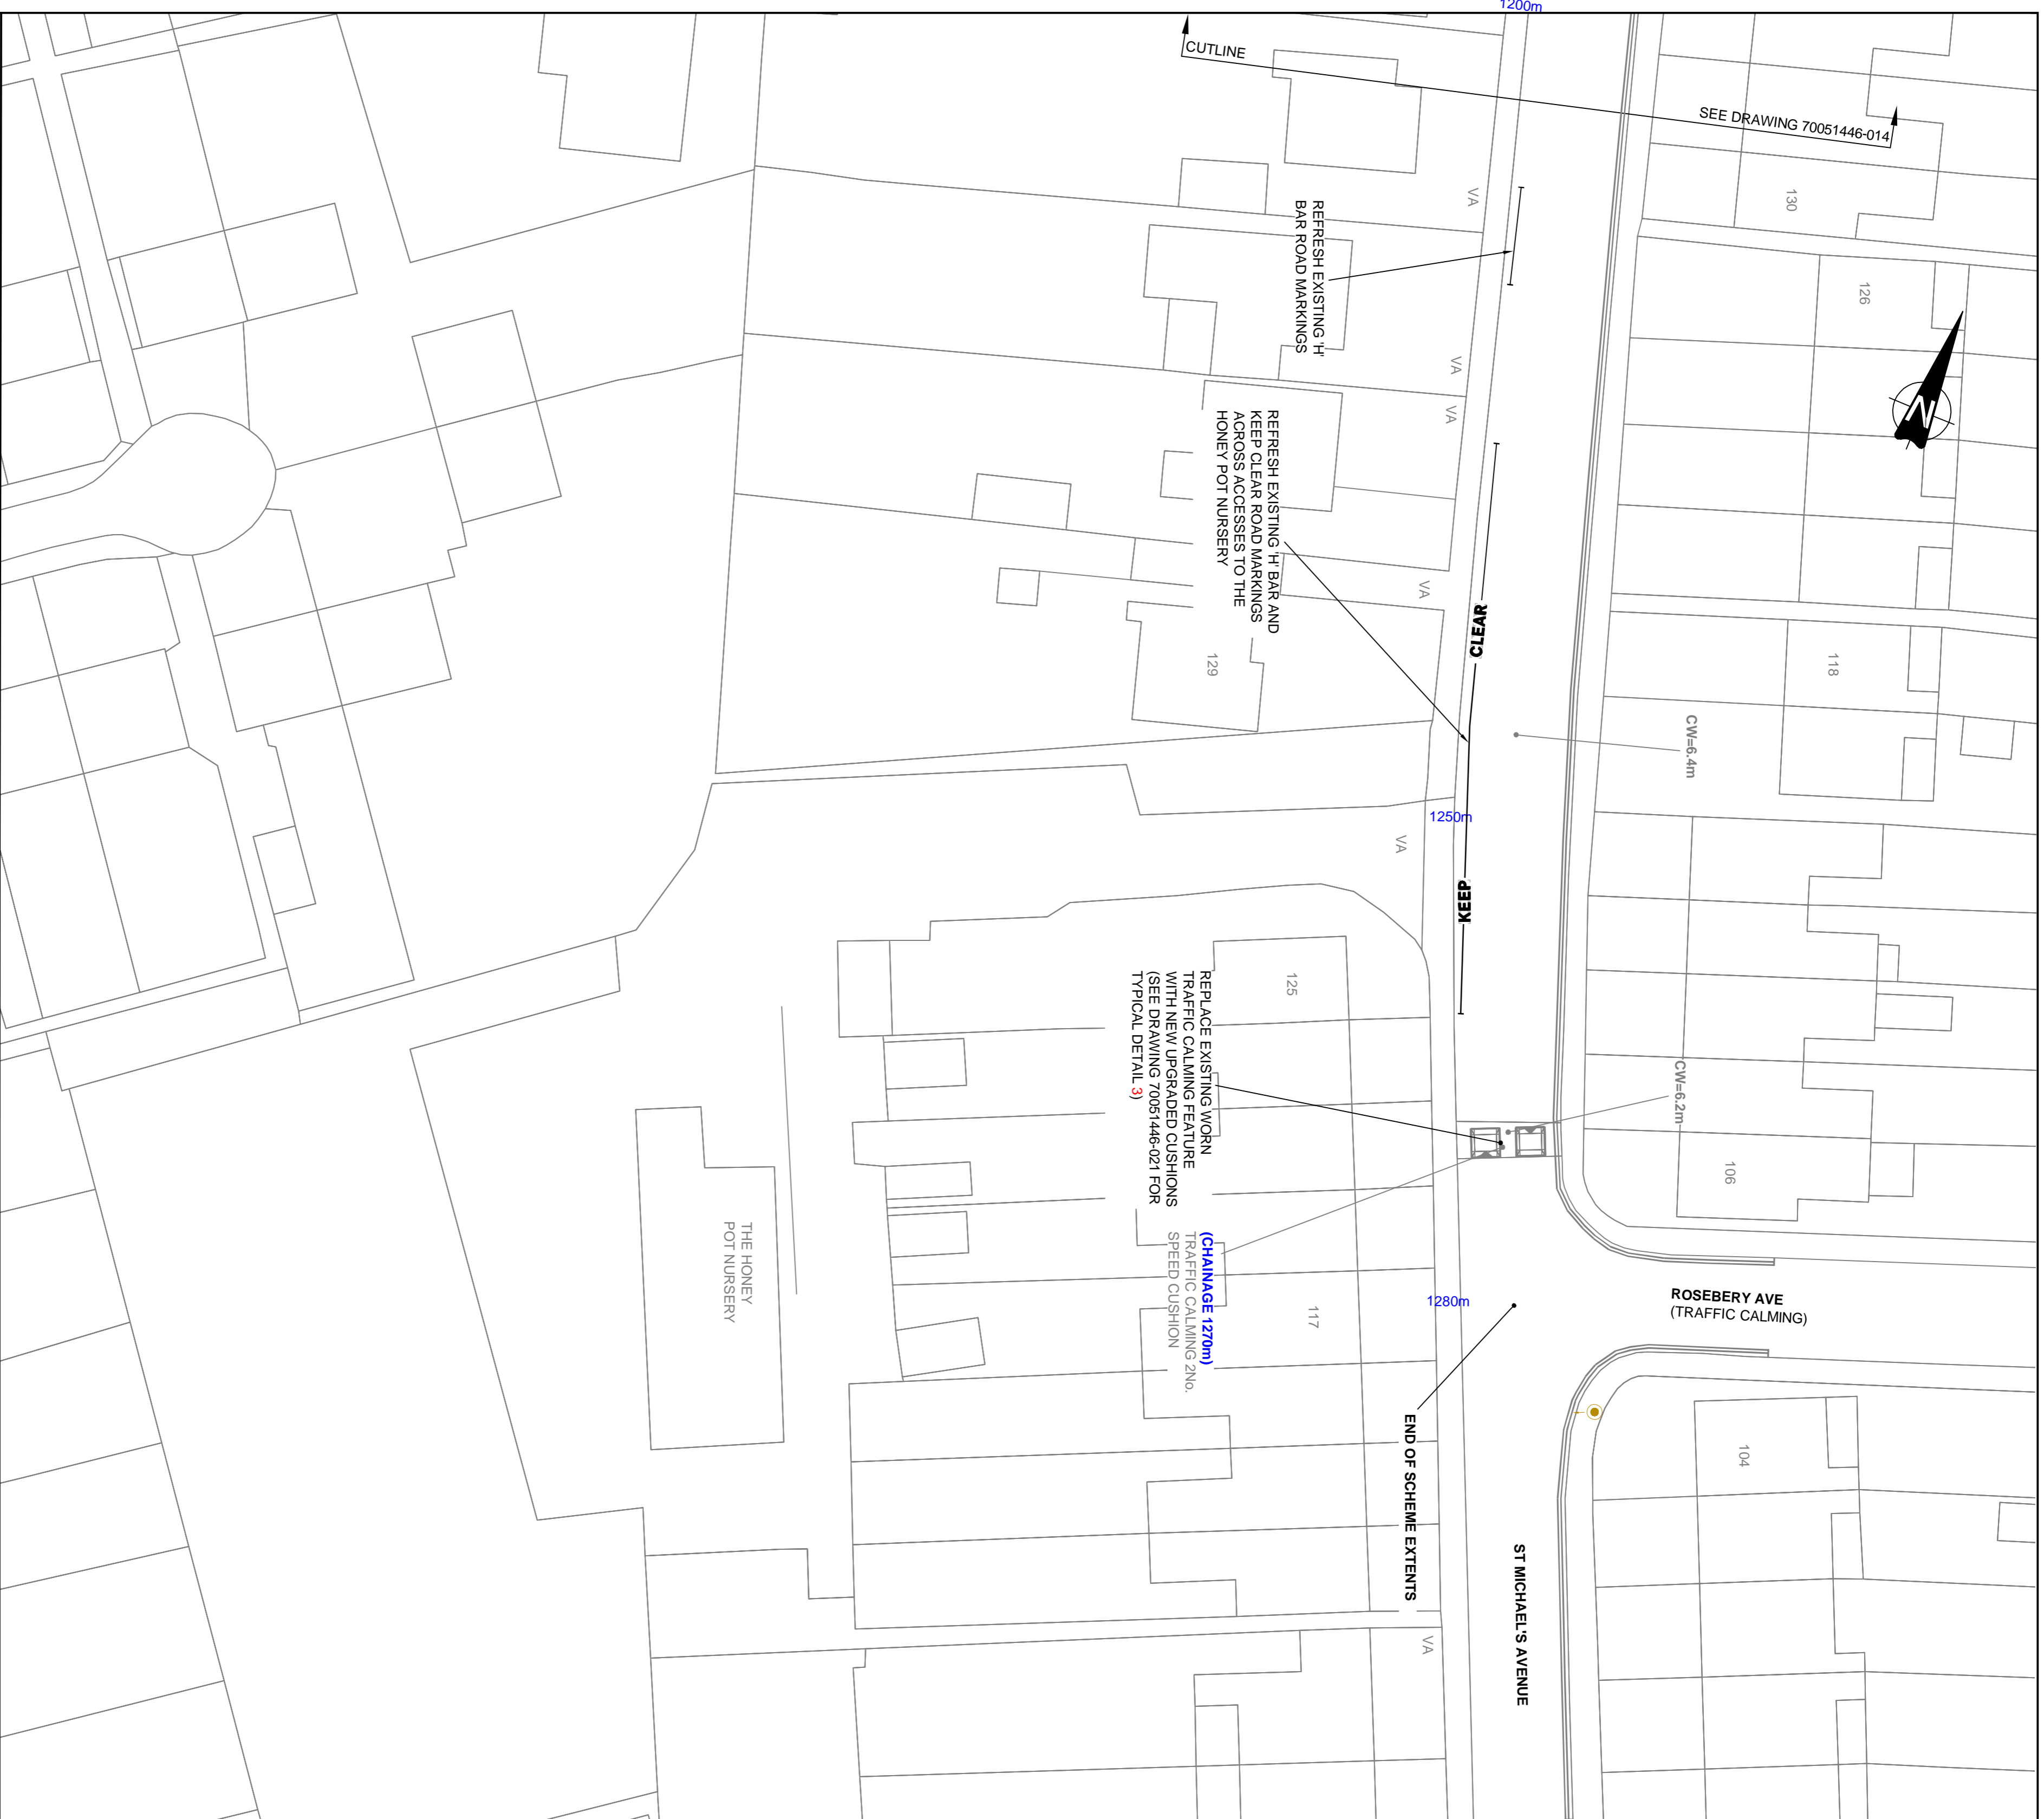 1200m
CUTLINE
SEE DRAWING 70051446-014
VA
130
REFRESH EXISTING 'H'
BAR ROAD MARKINGS
126
N
VA
VA
REFRESH EXISTING 'H' BAR AND
KEEP CLEAR ROAD MARKINGS
ACROSS ACCESSES TO THE
HONEY POT NURSERY
VA
CLEAR
129
118
CW=6.4m
1250m
VA
KEEP
125
REPLACE EXISTING WORN
TRAFFIC CALMING FEATURE
WITH NEW UPGRADED CUSHIONS
(SEE DRAWING 70051446-021 FOR
TYPICAL DETAIL 3)
CW=6.2m
106
THE HONEY
POT NURSERY
(CHAINAGE 1270m)
TRAFFIC CALMING 2No.
SPEED CUSHION
117
1280m
ROSEBERY AVE
(TRAFFIC CALMING)
END OF SCHEME EXTENTS
104
ST MICHAEL'S AVENUE
VA